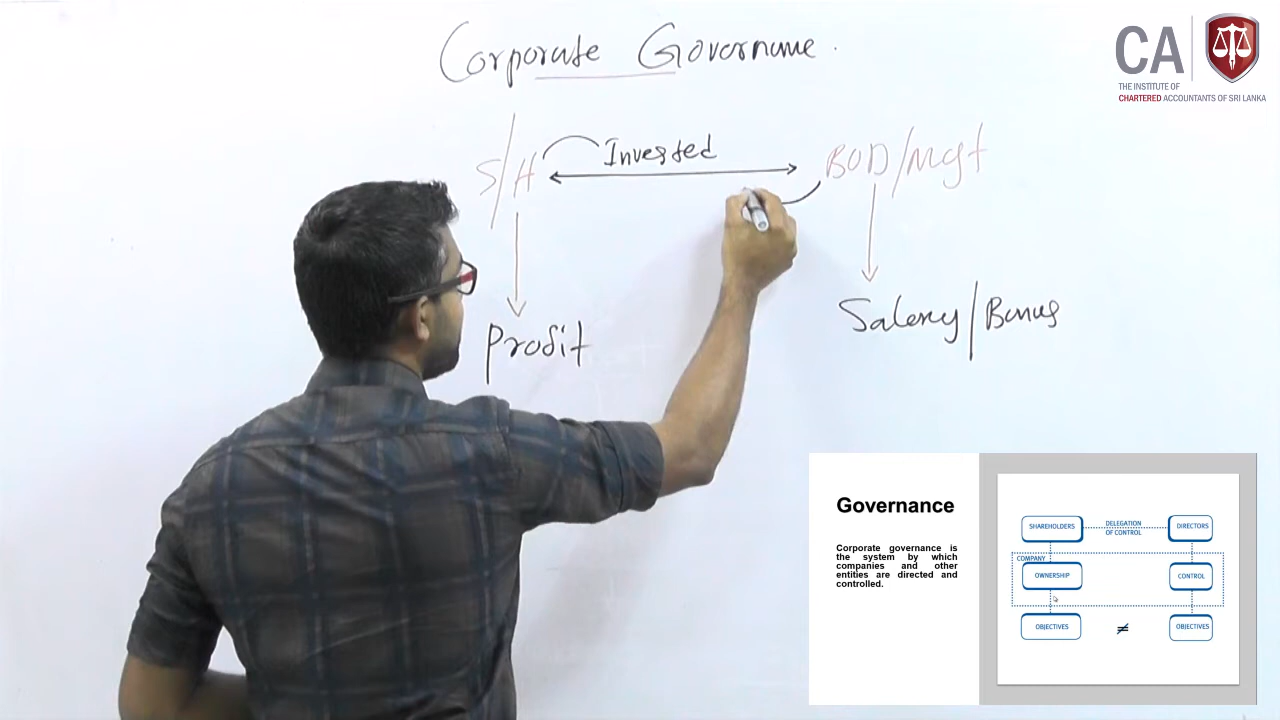 Corporate Governance.
CA
THE INSTITUTE OF
CHARTERED ACCOUNTANTS OF SRI LANKA
S/H
Invested
BOD/Mgt
Profit
Salary/Bonus
Governance
Corporate governance is
the system by which
companies and other
entities are directed and
controlled.
SHAREHOLDERS
DELEGATION
OF CONTROL
DIRECTORS
COMPANY
OWNERSHIP
CONTROL
OBJECTIVES
≠
OBJECTIVES